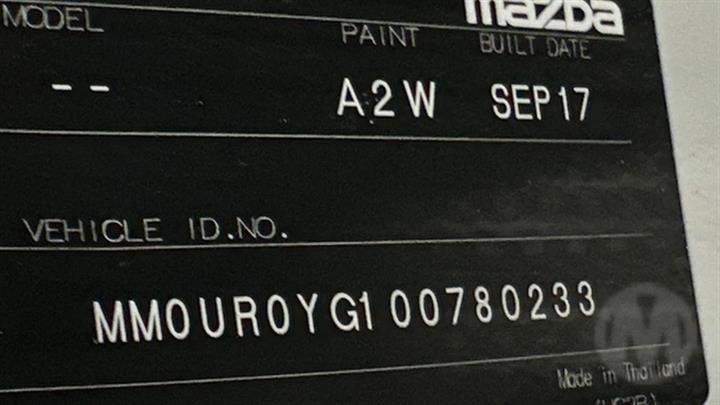 mazda
MODEL PAINT BUILT DATE
-- A2W SEP17
VEHICLE ID.NO.
MM0UR0YG100780233
Made in Thailand